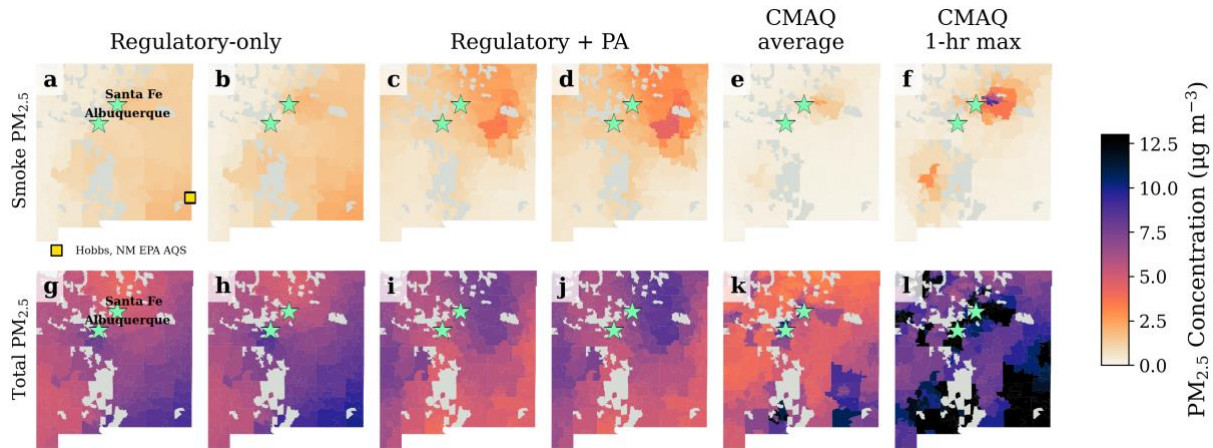 Regulatory-only
Regulatory + PA
CMAQ
average
CMAQ
1-hr max
Smoke PM2.5
a
b
c
d
e
f
Santa Fe
Albuquerque
Hobbs, NM EPA AQS
Total PM2.5
g
h
i
j
k
l
Santa Fe
Albuquerque
12.5
10.0
7.5
5.0
2.5
0.0
PM2.5 Concentration (μg m−3)